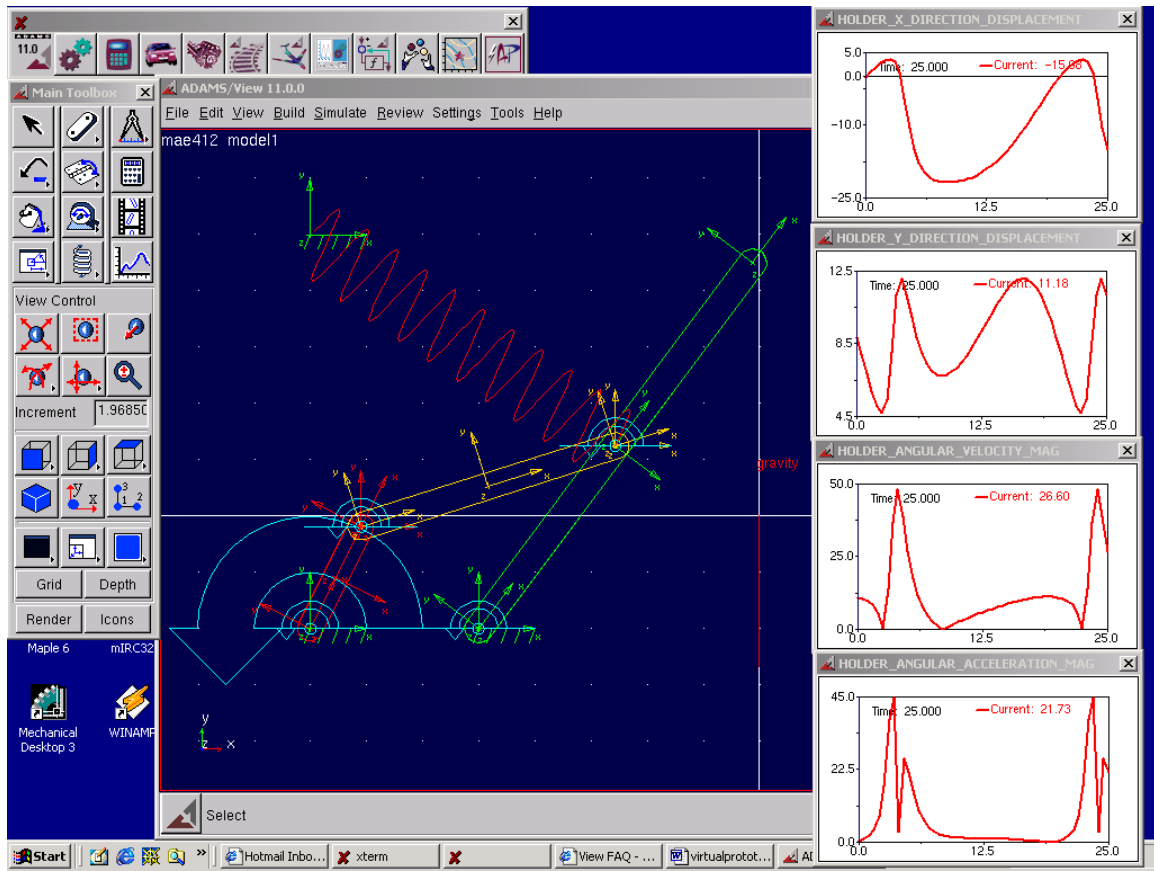 ADAMS
11.0
Main Toolbox
ADAMS/View 11.0.0
File Edit View Build Simulate Review Settings Tools Help
mae412 model1
View Control
Increment 1.9685(
Grid Depth
Render Icons
Maple 6 mIRC32
Mechanical
Desktop 3
WINAMP
y
z x
gravity
Select
HOLDER_X_DIRECTION_DISPLACEMENT
Time: 25.000 Current: -15.98
5.0
0.0
-10.0
-25.0
0.0 12.5 25.0
HOLDER_Y_DIRECTION_DISPLACEMENT
Time: 25.000 Current: 11.18
12.5
8.5
4.5
0.0 12.5 25.0
HOLDER_ANGULAR_VELOCITY_MAG
Time: 25.000 Current: 26.60
50.0
25.0
0.0
0.0 12.5 25.0
HOLDER_ANGULAR_ACCELERATION_MAG
Time: 25.000 Current: 21.73
45.0
22.5
0.0
0.0 12.5 25.0
Start » Hotmail Inbo... xterm View FAQ - ... virtualprotot... AD